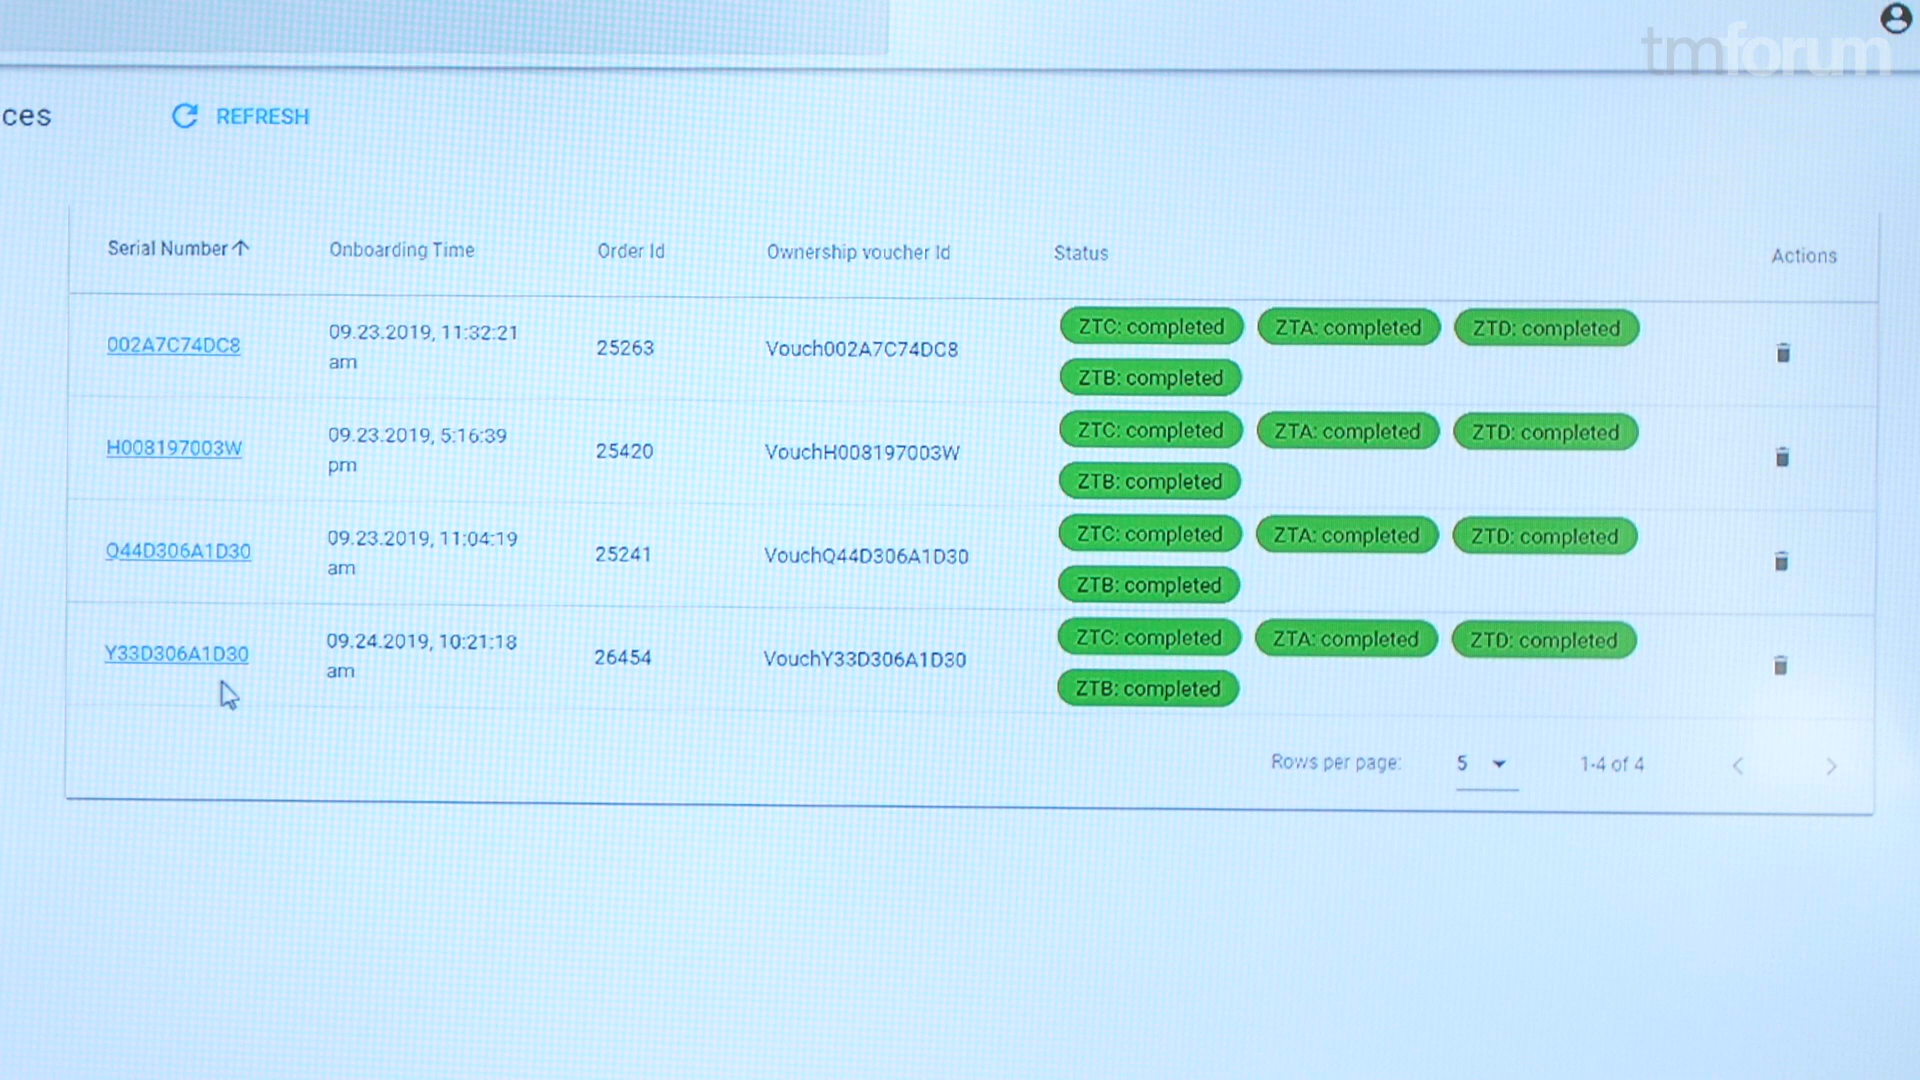 tmforum
ces
REFRESH
Serial Number Onboarding Time Order Id Ownership voucher Id Status Actions
002A7C74DC8 09.23.2019, 11:32:21 am 25263 Vouch002A7C74DC8 ZTC: completed ZTA: completed ZTD: completed
ZTB: completed
H008197003W 09.23.2019, 5:16:39 pm 25420 VouchH008197003W ZTC: completed ZTA: completed ZTD: completed
ZTB: completed
Q44D306A1D30 09.23.2019, 11:04:19 am 25241 VouchQ44D306A1D30 ZTC: completed ZTA: completed ZTD: completed
ZTB: completed
Y33D306A1D30 09.24.2019, 10:21:18 am 26454 VouchY33D306A1D30 ZTC: completed ZTA: completed ZTD: completed
ZTB: completed
Rows per page: 5 1-4 of 4